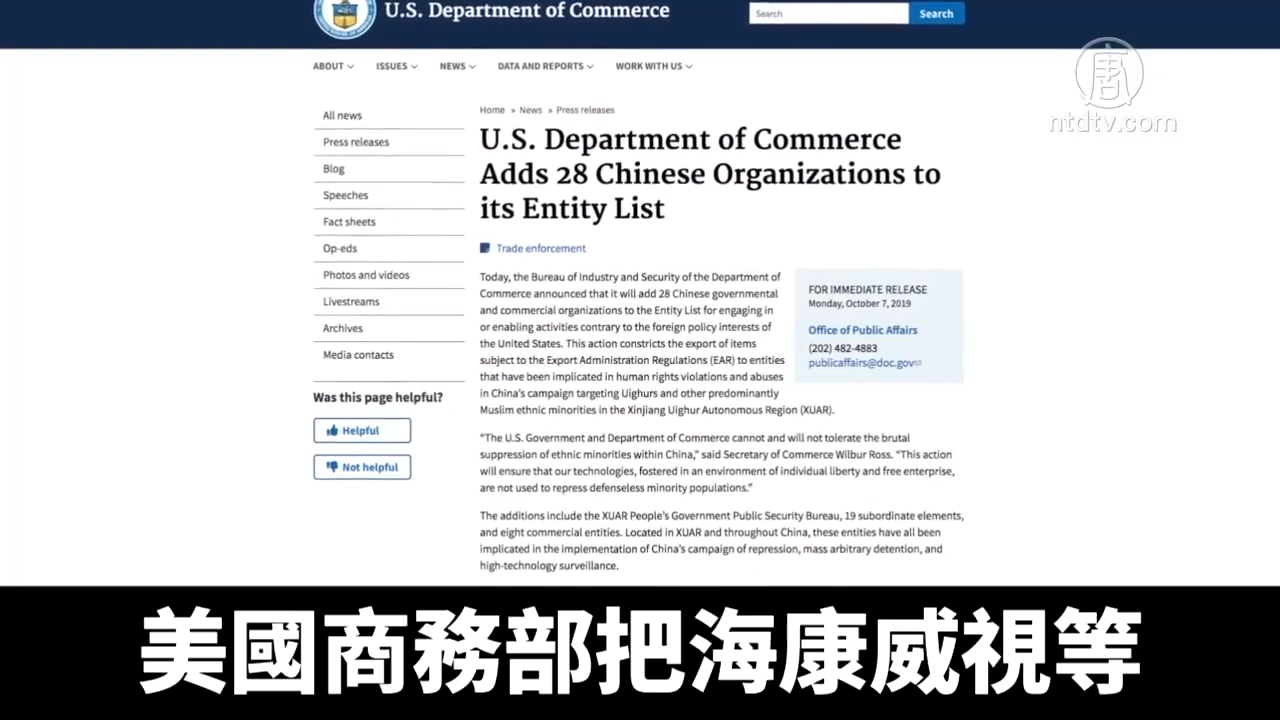 U.S. Department of Commerce
Search
Search
唐
ntdtv.com
ABOUT
ISSUES
NEWS
DATA AND REPORTS
WORK WITH US
All news
Press releases
Blog
Speeches
Fact sheets
Op-eds
Photos and videos
Livestreams
Archives
Media contacts
Was this page helpful?
Helpful
Not helpful
Home » News » Press releases
U.S. Department of Commerce
Adds 28 Chinese Organizations to
its Entity List
Trade enforcement
Today, the Bureau of Industry and Security of the Department of
Commerce announced that it will add 28 Chinese governmental
and commercial organizations to the Entity List for engaging in
or enabling activities contrary to the foreign policy interests of
the United States. This action constricts the export of items
subject to the Export Administration Regulations (EAR) to entities
that have been implicated in human rights violations and abuses
in China's campaign targeting Uighurs and other predominantly
Muslim ethnic minorities in the Xinjiang Uighur Autonomous Region (XUAR).
FOR IMMEDIATE RELEASE
Monday, October 7, 2019
Office of Public Affairs
(202) 482-4883
publicaffairs@doc.gov
“The U.S. Government and Department of Commerce cannot and will not tolerate the brutal
suppression of ethnic minorities within China,” said Secretary of Commerce Wilbur Ross. “This action
will ensure that our technologies, fostered in an environment of individual liberty and free enterprise,
are not used to repress defenseless minority populations.”
The additions include the XUAR People's Government Public Security Bureau, 19 subordinate elements,
and eight commercial entities. Located in XUAR and throughout China, these entities have all been
implicated in the implementation of China's campaign of repression, mass arbitrary detention, and
high-technology surveillance.
美國商務部把海康威視等